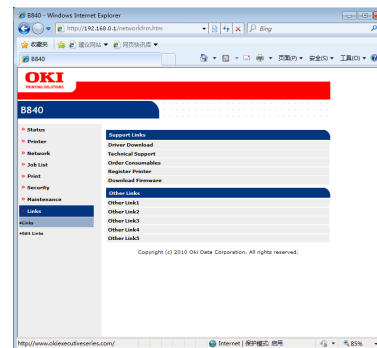 B840 - Windows Internet Explorer
http://192.168.0.1/networkfrm.htm
Bing
收藏夹
建议网站
网页快讯库
B840
页面(P)
安全(S)
工具(O)
OKI
PRINTING SOLUTIONS
B840
Status
Printer
Network
Job List
Print
Security
Maintenance
Links
Links
Edit Links
Support Links
Driver Download
Technical Support
Order Consumables
Register Printer
Download Firmware
Other Links
Other Link1
Other Link2
Other Link3
Other Link4
Other Link5
Copyright (c) 2010 Oki Data Corporation. All rights reserved.
http://www.okiexecutiveseries.com/
Internet | 保护模式: 启用
85%